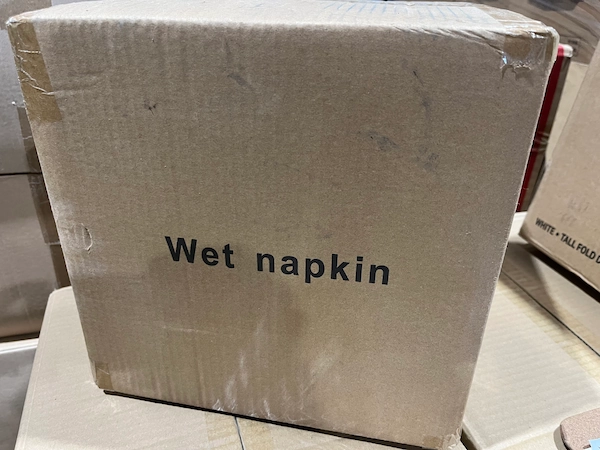 Wet napkin
WHITE • TALL FOLD